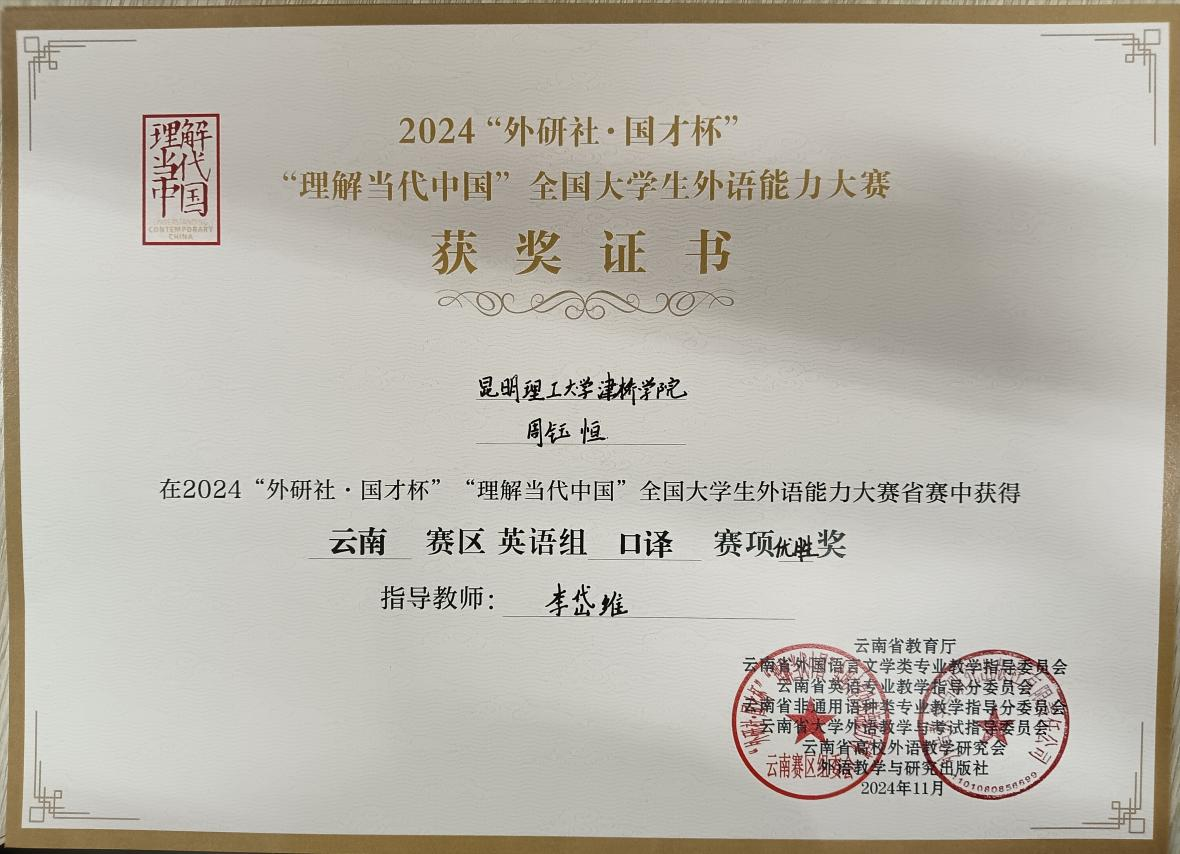 理解
当代
中国
UNDERSTANDING
CONTEMPORARY
CHINA
2024“外研社·国才杯”
“理解当代中国”全国大学生外语能力大赛
获奖证书
昆明理工大学津桥学院
周钰恒
在2024“外研社·国才杯”“理解当代中国”全国大学生外语能力大赛省赛中获得
云南 赛区 英语组 口译 赛项优胜奖
指导教师：李岱维
云南省教育厅
云南省外国语言文学类专业教学指导委员会
云南省英语专业教学指导分委员会
云南省非通用语种类专业教学指导分委员会
云南省大学外语教学与考试指导委员会
云南省高校外语教学研究会
外语教学与研究出版社
2024年11月
云南赛区组委会